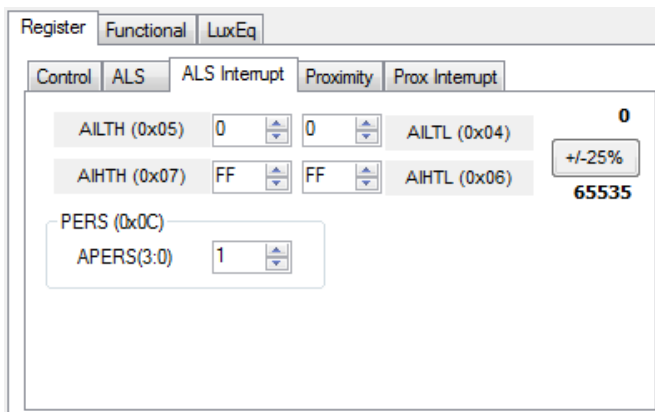 Register Functional LuxEq
Control ALS ALS Interrupt Proximity Prox Interrupt
AILTH (0x05) 0 0 AILTL (0x04) 0
+/-25%
AIHTH (0x07) FF FF AIHTL (0x06) 65535
PERS (0x0C)
APERS(3:0) 1